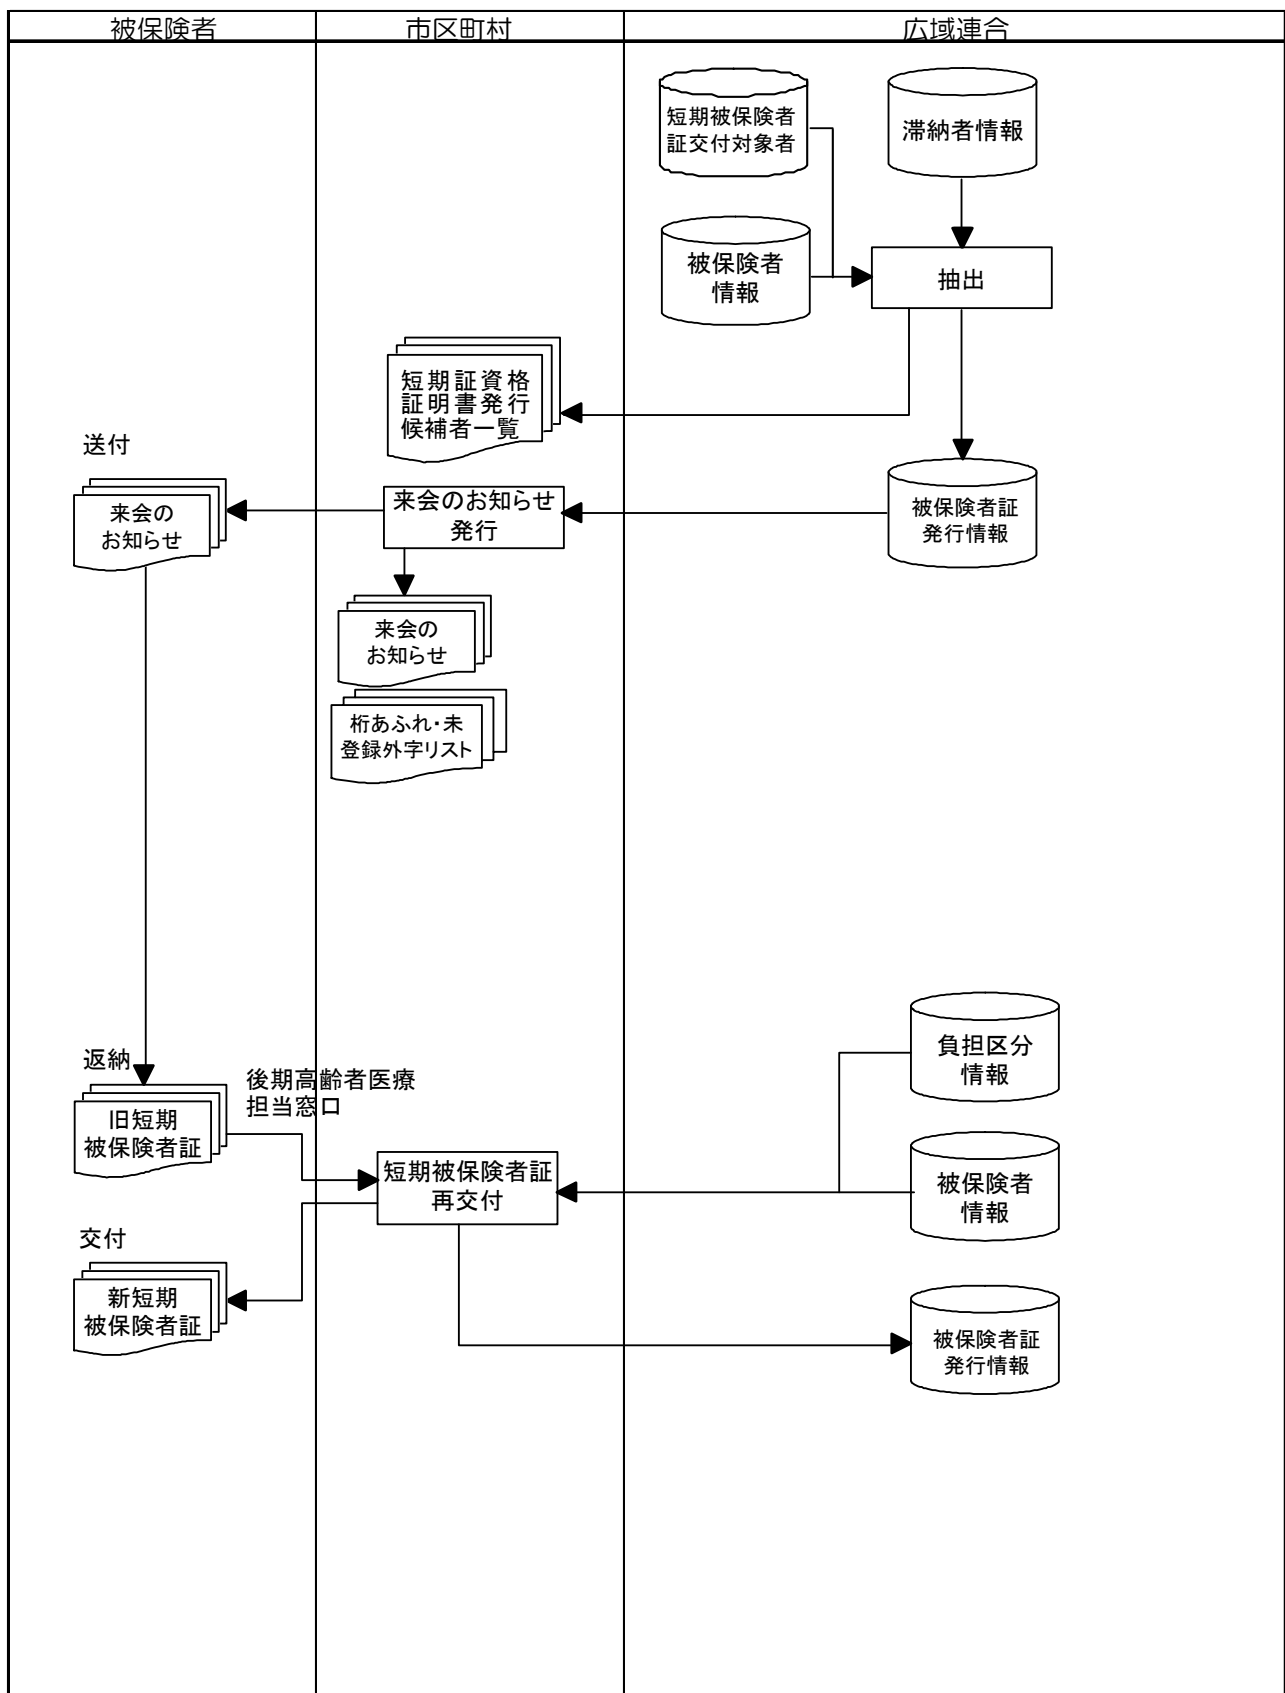 被保険者
市区町村
広域連合
短期被保険者
証交付対象者
滞納者情報
被保険者
情報
抽出
短期証資格
証明書発行
候補者一覧
送付
来会の
お知らせ
来会のお知らせ
発行
被保険者証
発行情報
来会の
お知らせ
桁あふれ・未
登録外字リスト
負担区分
情報
返納
後期高齢者医療
担当窓口
旧短期
被保険者証
短期被保険者証
再交付
被保険者
情報
交付
新短期
被保険者証
被保険者証
発行情報